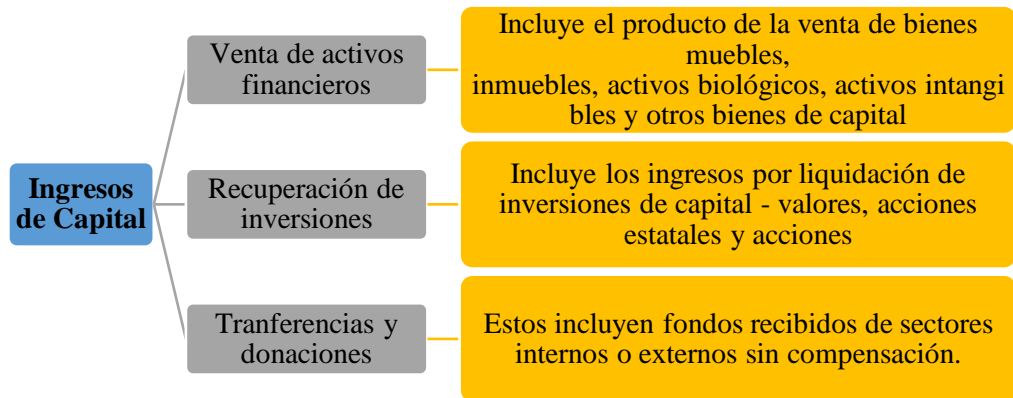 Ingresos
de Capital
Venta de activos
financieros
Incluye el producto de la venta de bienes
muebles,
inmuebles, activos biológicos, activos intangi
bles y otros bienes de capital
Recuperación de
inversiones
Incluye los ingresos por liquidación de
inversiones de capital - valores, acciones
estatales y acciones
Tranferencias y
donaciones
Estos incluyen fondos recibidos de sectores
internos o externos sin compensación.